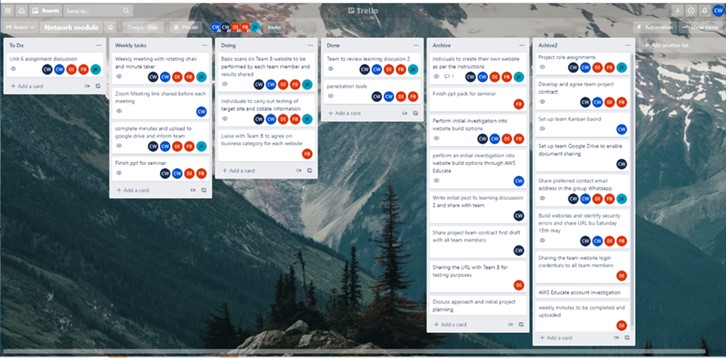 Boards
Jump to...
Trello
Board
Network module
Private
Invite
Automation
To Do
Unit 6 assignment discussion
+ Add a card
Weekly tasks
Weekly meeting with rotating chair
and minute taker
Zoom Meeting link shared before each
meeting
complete minutes and upload to
google drive and inform team
Finish ppt for seminar
+ Add a card
Doing
Basic scans on Team B website to be
performed by each team member and
results shared
individuals to carry out testing of
target site and collate information
Liaise with Team B to agree on
business category for each website
+ Add a card
Done
Team to review learning discussion 2
penetration tools
+ Add a card
Archive
Individuals to create their own website
as per the instructions
1
Finish ppt pack for seminar
Perform initial investigation into
website build options
perform an initial investigation into
website build options through AWS
Educate
Write initial post to learning discussion
2 and share with team
Share project team contract first draft
with all team members
Sharing the URL with Team B for
testing purposes
Discuss approach and initial project
planning
+ Add a card
Achive2
Project role assignments
Develop and agree team project
contract
Set up team Kanban board
Set up team Google Drive to enable
document sharing
Share preferred contact email
address in the group Whatsapp
Build websites and identify security
errors and share URL bu Saturday
15th may
Sharing the team website login
credentials to all team members
AWS Educate account investigation
weekly minutes to be completed and
uploaded
+ Add a card
+ Add another list